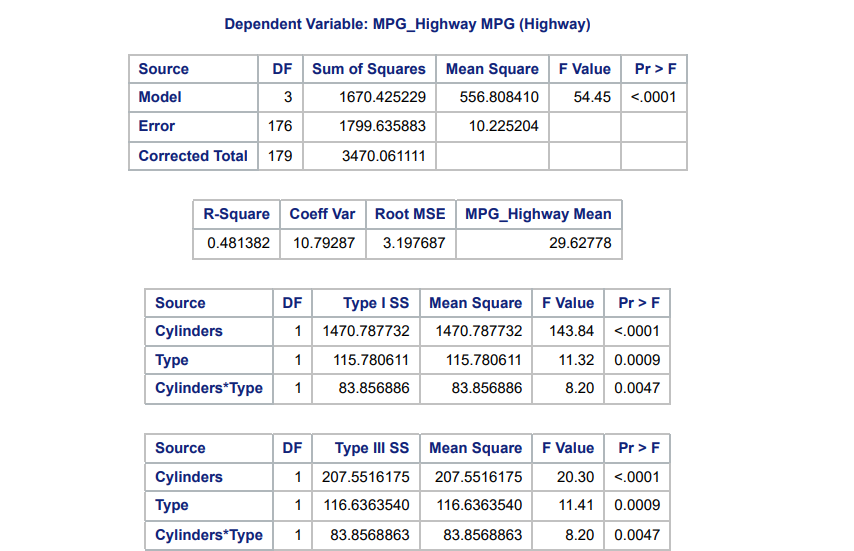 Dependent Variable: MPG_Highway MPG (Highway)
Source DF Sum of Squares Mean Square F Value Pr > F
Model 3 1670.425229 556.808410 54.45 <.0001
Error 176 1799.635883 10.225204
Corrected Total 179 3470.061111
R-Square Coeff Var Root MSE MPG_Highway Mean
0.481382 10.79287 3.197687 29.62778
Source DF Type I SS Mean Square F Value Pr > F
Cylinders 1 1470.787732 1470.787732 143.84 <.0001
Type 1 115.780611 115.780611 11.32 0.0009
Cylinders*Type 1 83.856886 83.856886 8.20 0.0047
Source DF Type III SS Mean Square F Value Pr > F
Cylinders 1 207.5516175 207.5516175 20.30 <.0001
Type 1 116.6363540 116.6363540 11.41 0.0009
Cylinders*Type 1 83.8568863 83.8568863 8.20 0.0047